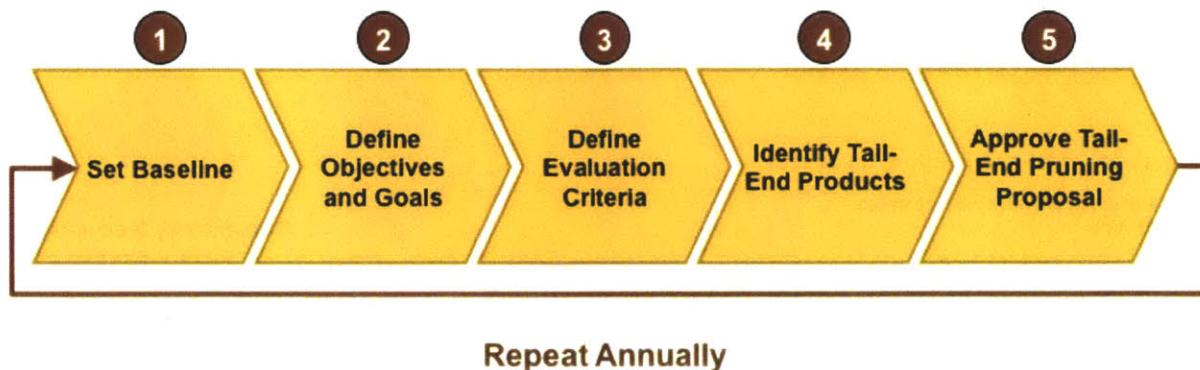 1
2
3
4
5
Set Baseline
Define
Objectives
and Goals
Define
Evaluation
Criteria
Identify Tail-
End Products
Approve Tail-
End Pruning
Proposal
Repeat Annually